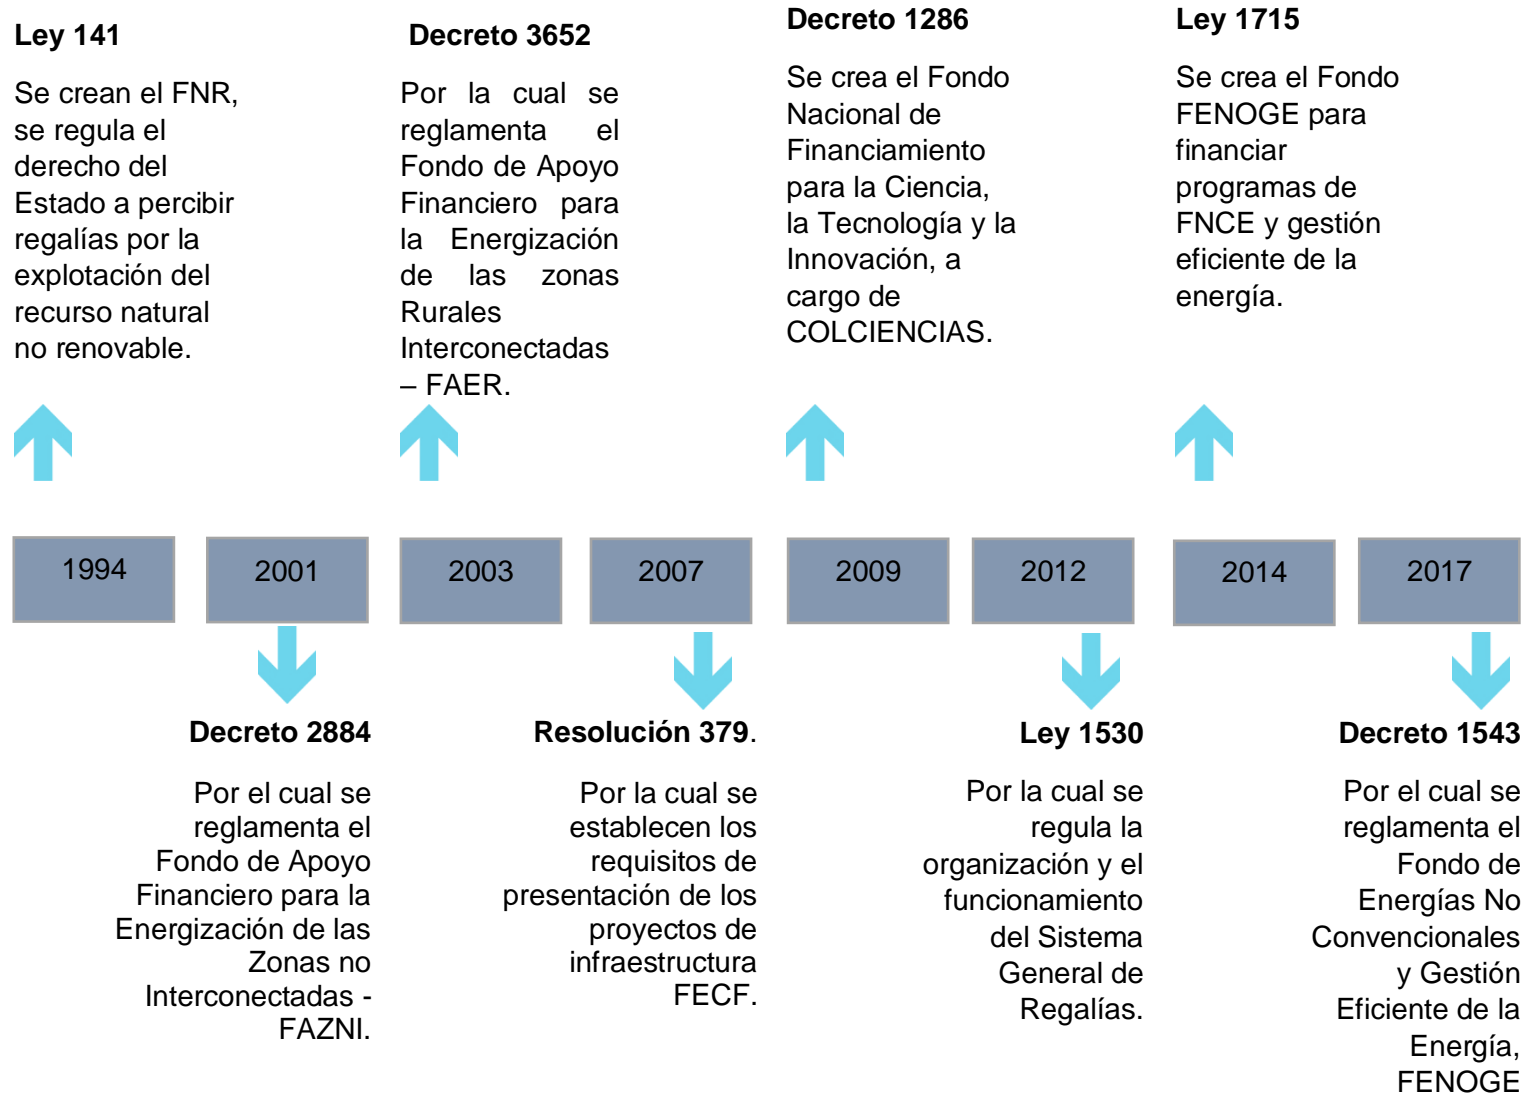 Ley 141
Se crean el FNR,
se regula el
derecho del
Estado a percibir
regalías por la
explotación del
recurso natural
no renovable.
Decreto 3652
Por la cual se
reglamenta el
Fondo de Apoyo
Financiero para
la Energización
de las zonas
Rurales
Interconectadas
– FAER.
Decreto 1286
Se crea el Fondo
Nacional de
Financiamiento
para la Ciencia,
la Tecnología y la
Innovación, a
cargo de
COLCIENCIAS.
Ley 1715
Se crea el Fondo
FENOGE para
financiar
programas de
FNCE y gestión
eficiente de la
energía.
1994
2001
2003
2007
2009
2012
2014
2017
Decreto 2884
Por el cual se
reglamenta el
Fondo de Apoyo
Financiero para la
Energización de las
Zonas no
Interconectadas -
FAZNI.
Resolución 379.
Por la cual se
establecen los
requisitos de
presentación de los
proyectos de
infraestructura
FECF.
Ley 1530
Por la cual se
regula la
organización y el
funcionamiento
del Sistema
General de
Regalías.
Decreto 1543
Por el cual se
reglamenta el
Fondo de
Energías No
Convencionales
y Gestión
Eficiente de la
Energía,
FENOGE